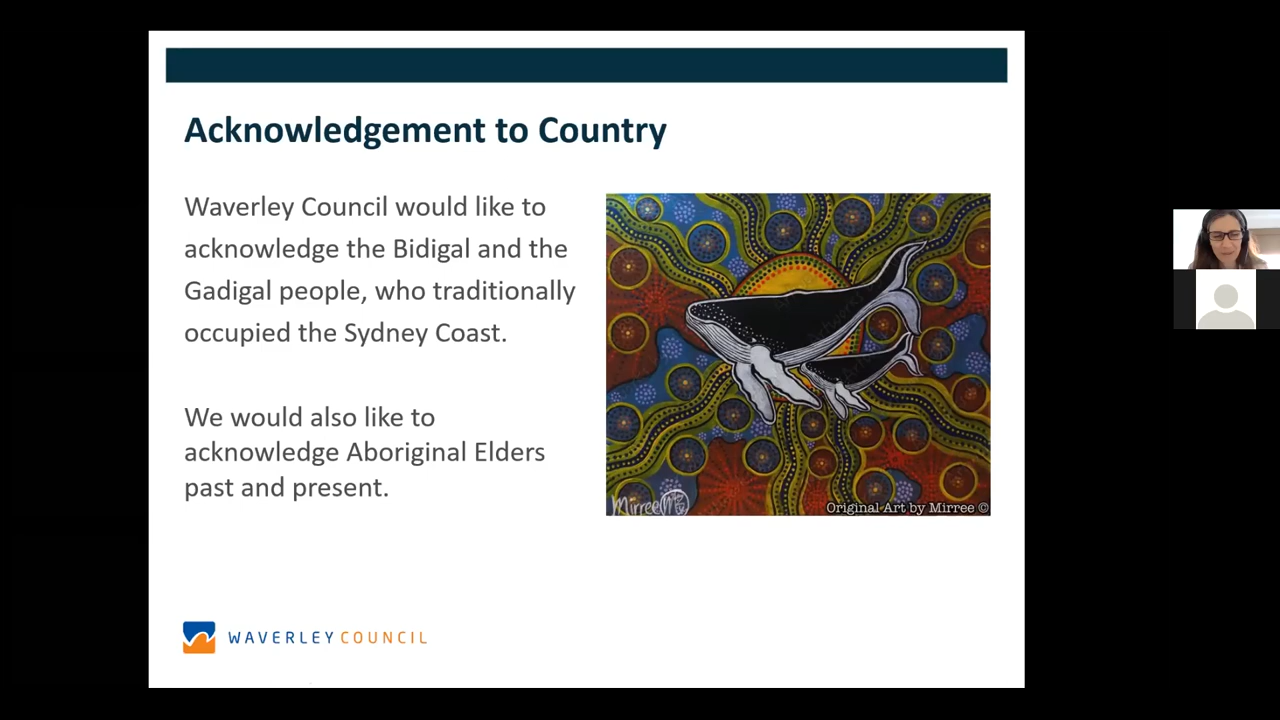 Acknowledgement to Country
Waverley Council would like to
acknowledge the Bidigal and the
Gadigal people, who traditionally
occupied the Sydney Coast.
We would also like to
acknowledge Aboriginal Elders
past and present.
Mirree
Original Art by Mirree ©
WAVERLEY COUNCIL